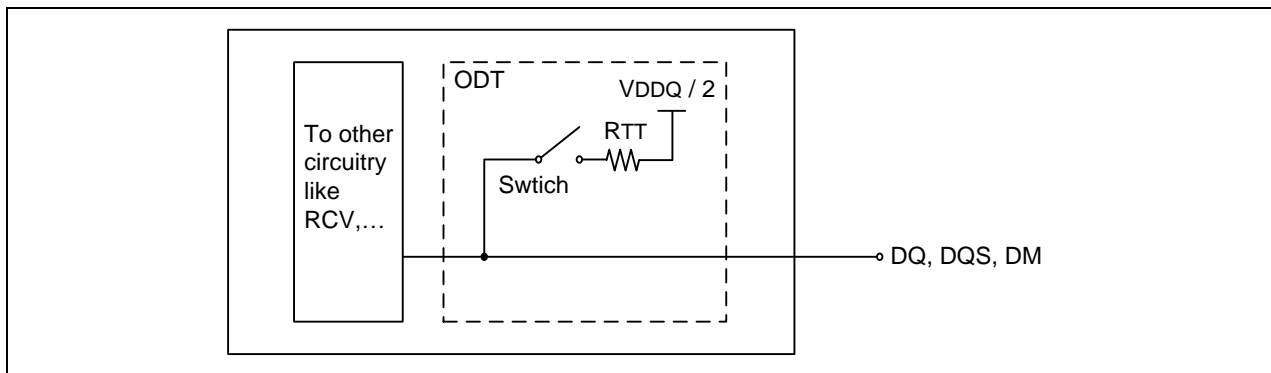 ODT
VDDQ / 2
RTT
Swtich
To other
circuitry
like
RCV,...
DQ, DQS, DM